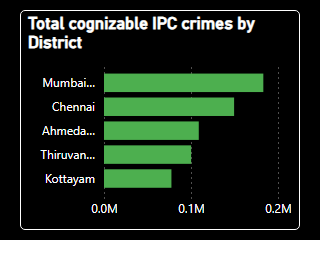 Total cognizable IPC crimes by
District
Mumbai...
Chennai
Ahmeda...
Thiruvan...
Kottayam
0.0M 0.1M 0.2M